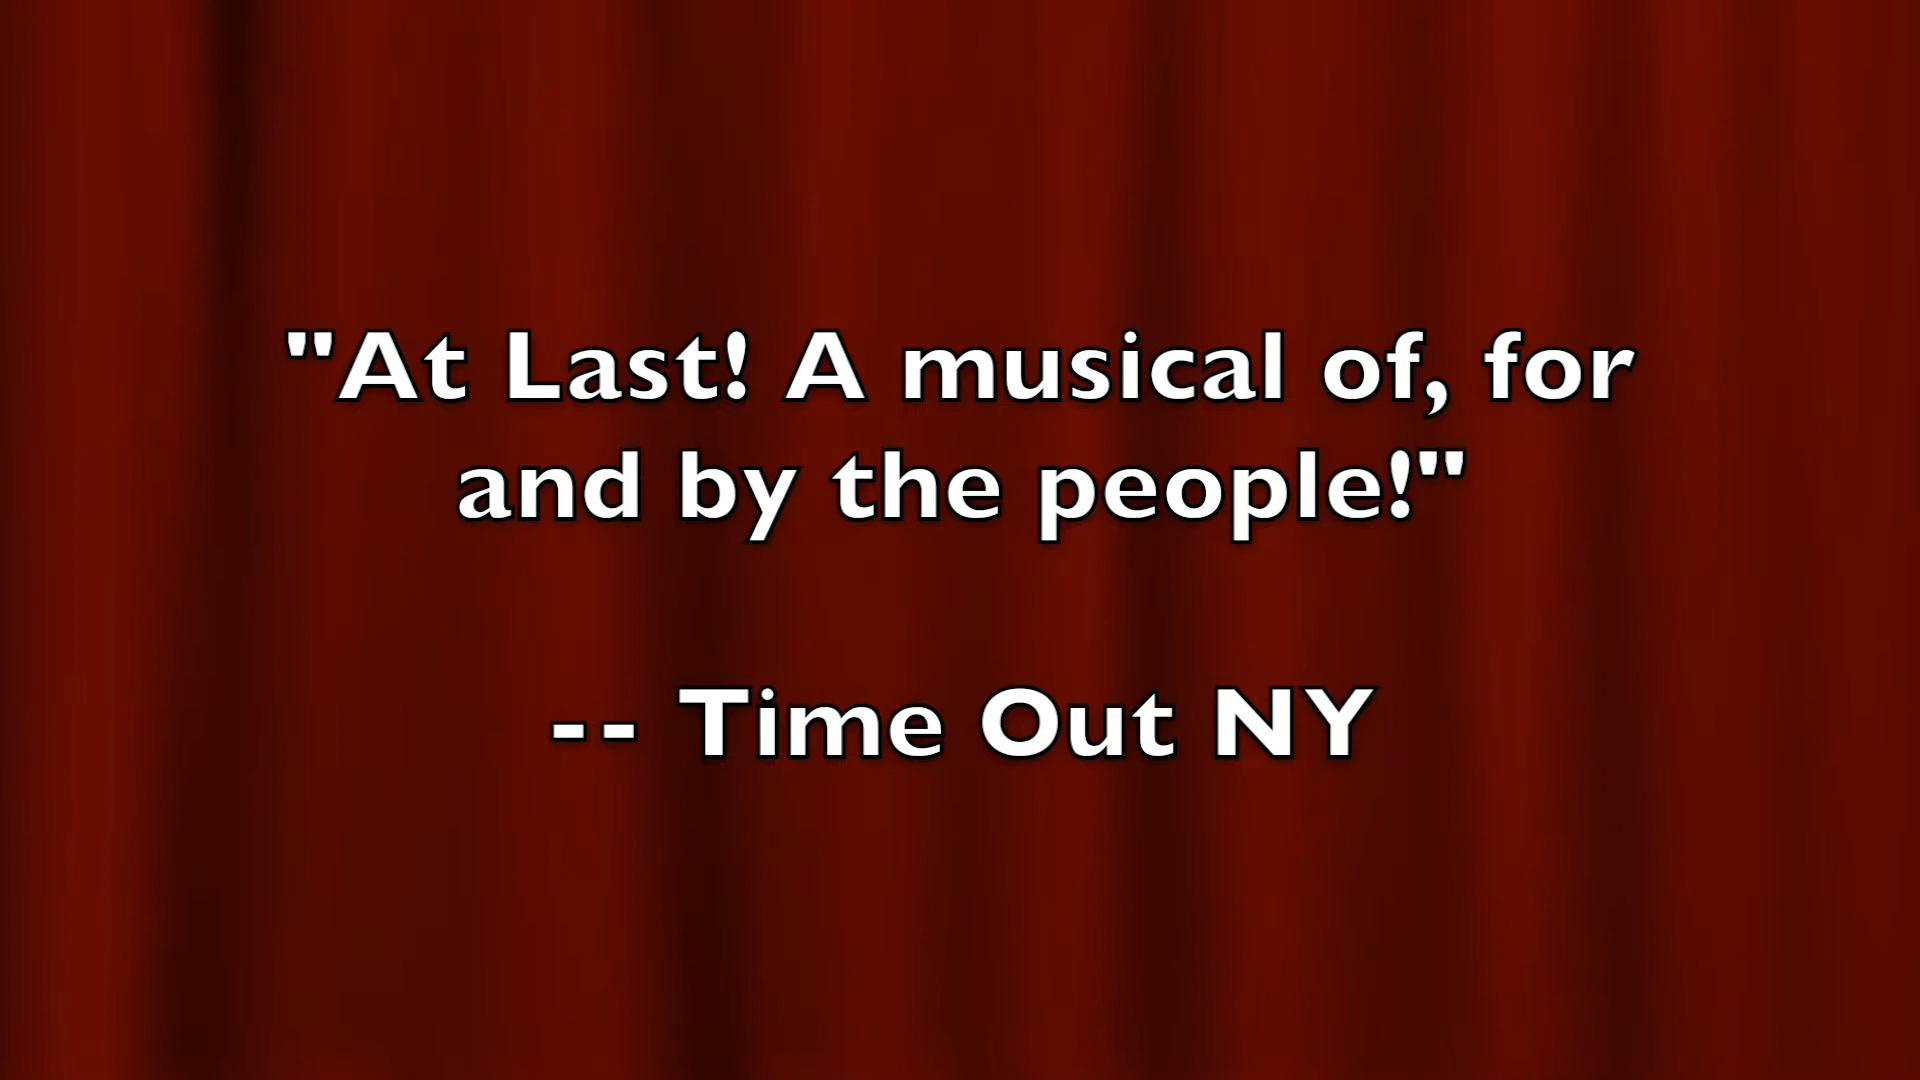 "At Last! A musical of, for
and by the people!"
-- Time Out NY